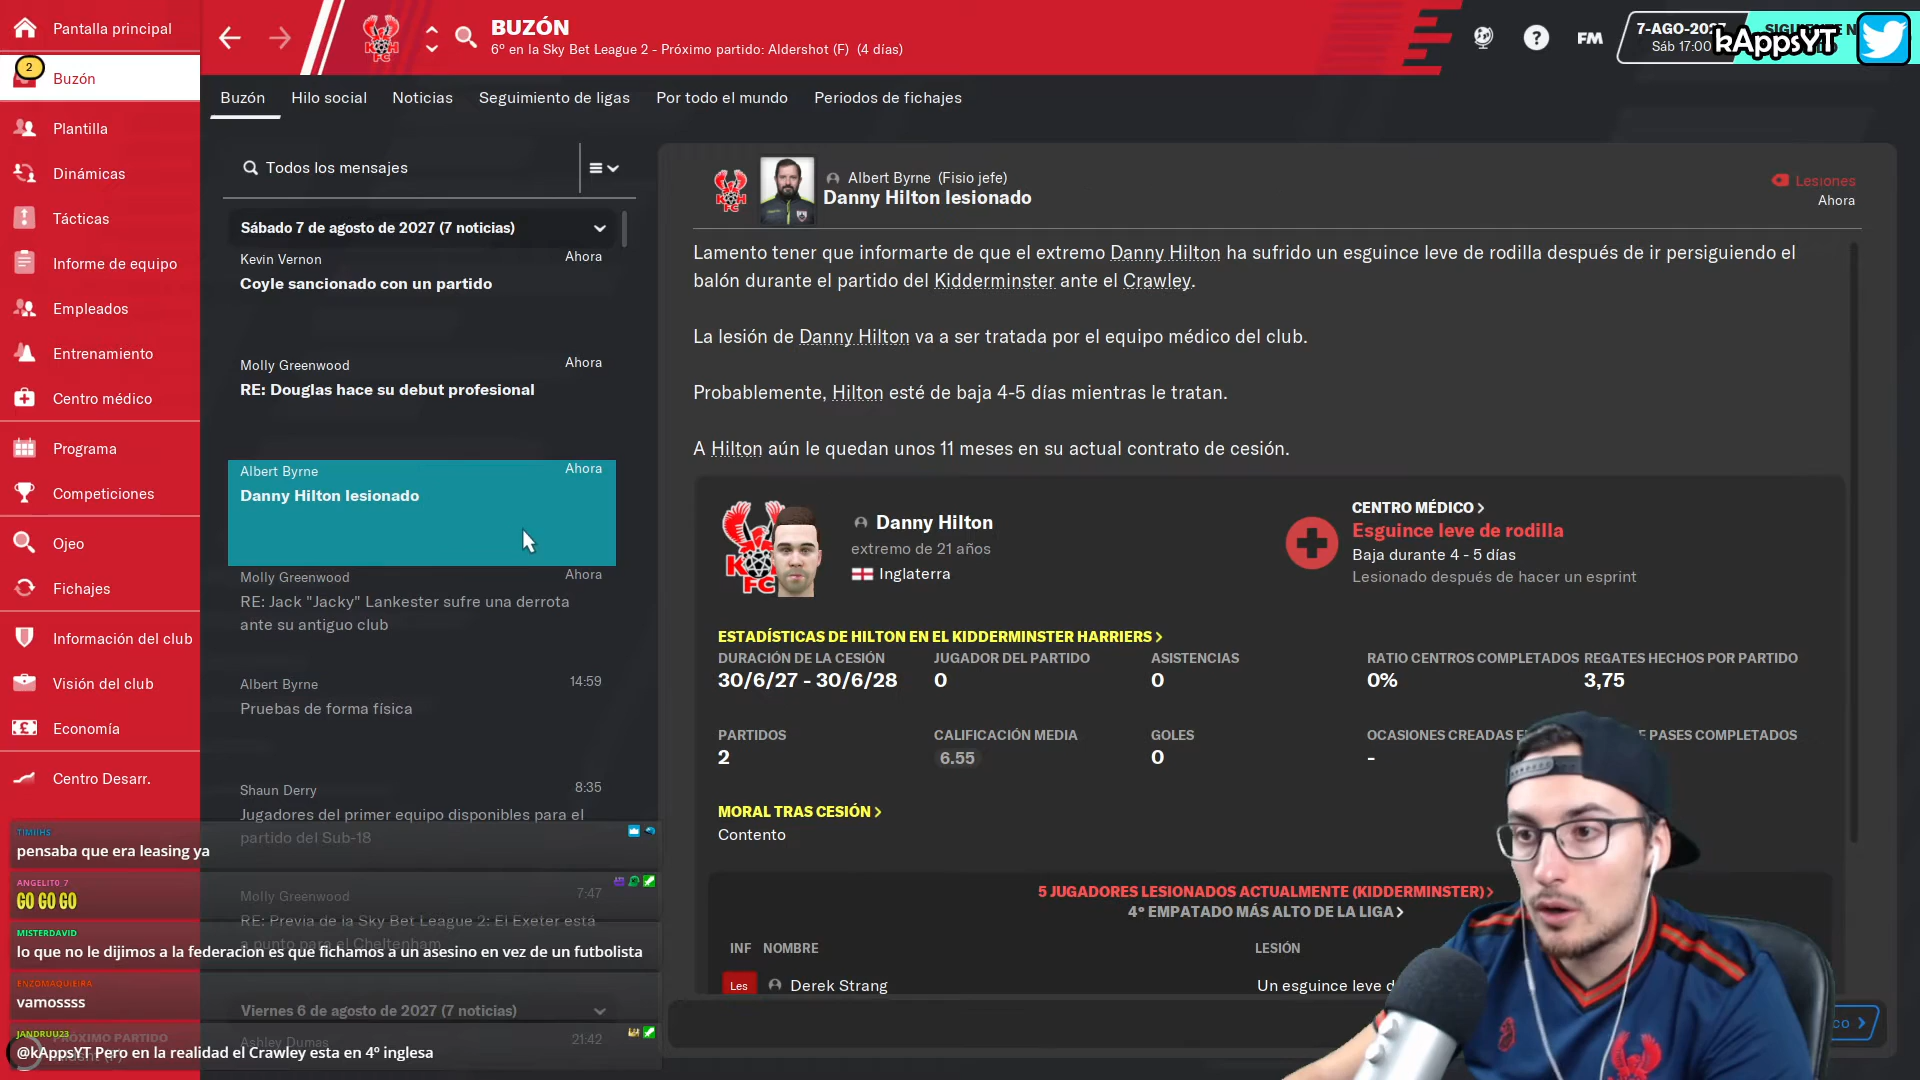 Pantalla principal
2
Buzón
Plantilla
Dinámicas
Tácticas
Informe de equipo
Empleados
Entrenamiento
Centro médico
Programa
Competiciones
Ojeo
Fichajes
Información del club
Visión del club
Economía
Centro Desarr.
BUZÓN
6º en la Sky Bet League 2 - Próximo partido: Aldershot (F) (4 días)
FM
Sáb 17:00
kAppsYT
Buzón
Hilo social
Noticias
Seguimiento de ligas
Por todo el mundo
Periodos de fichajes
Todos los mensajes
Sábado 7 de agosto de 2027 (7 noticias)
Kevin Vernon
Ahora
Coyle sancionado con un partido
Molly Greenwood
Ahora
RE: Douglas hace su debut profesional
Albert Byrne
Ahora
Danny Hilton lesionado
Molly Greenwood
Ahora
RE: Jack "Jacky" Lankester sufre una derrota
ante su antiguo club
Albert Byrne
14:59
Pruebas de forma física
Shaun Derry
8:35
Jugadores del primer equipo disponibles para el
partido del Sub-18
Molly Greenwood
7:47
RE: Previa de la Sky Bet League 2: El Exeter está
a punto para el Cheltenham
Viernes 6 de agosto de 2027 (7 noticias)
Ashley Dumas
21:42
TIMIIHS
pensaba que era leasing ya
ANGELIT0_7
GO GO GO
MISTERDAVID
lo que no le dijimos a la federacion es que fichamos a un asesino en vez de un futbolista
ENZOMAQUIEIRA
vamossss
JANDRUU23
PRÓXIMO PARTIDO
@kAppsYT Pero en la realidad el Crawley esta en 4º inglesa
Albert Byrne (Fisio jefe)
Danny Hilton lesionado
Lesiones
Ahora
Lamento tener que informarte de que el extremo Danny Hilton ha sufrido un esguince leve de rodilla después de ir persiguiendo el
balón durante el partido del Kidderminster ante el Crawley.
La lesión de Danny Hilton va a ser tratada por el equipo médico del club.
Probablemente, Hilton esté de baja 4-5 días mientras le tratan.
A Hilton aún le quedan unos 11 meses en su actual contrato de cesión.
Danny Hilton
extremo de 21 años
Inglaterra
CENTRO MÉDICO
Esguince leve de rodilla
Baja durante 4 - 5 días
Lesionado después de hacer un esprint
ESTADÍSTICAS DE HILTON EN EL KIDDERMINSTER HARRIERS
DURACIÓN DE LA CESIÓN
30/6/27 - 30/6/28
JUGADOR DEL PARTIDO
0
ASISTENCIAS
0
RATIO CENTROS COMPLETADOS
0%
REGATES HECHOS POR PARTIDO
3,75
PARTIDOS
2
CALIFICACIÓN MEDIA
6.55
GOLES
0
OCASIONES CREADAS
-
PASES COMPLETADOS
MORAL TRAS CESIÓN
Contento
5 JUGADORES LESIONADOS ACTUALMENTE (KIDDERMINSTER)
4º EMPATADO MÁS ALTO DE LA LIGA
INF
NOMBRE
LESIÓN
Les
Derek Strang
Un esguince leve